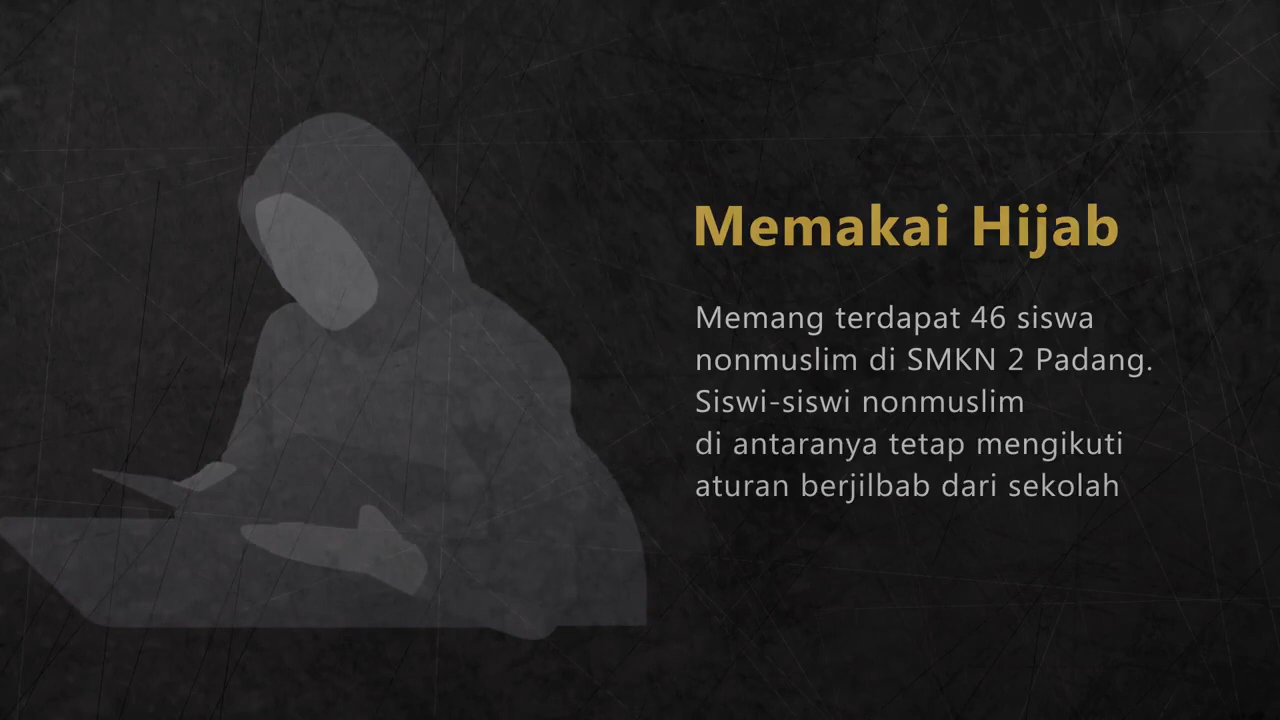 Memakai Hijab
Memang terdapat 46 siswa
nonmuslim di SMKN 2 Padang.
Siswi-siswi nonmuslim
di antaranya tetap mengikuti
aturan berjilbab dari sekolah